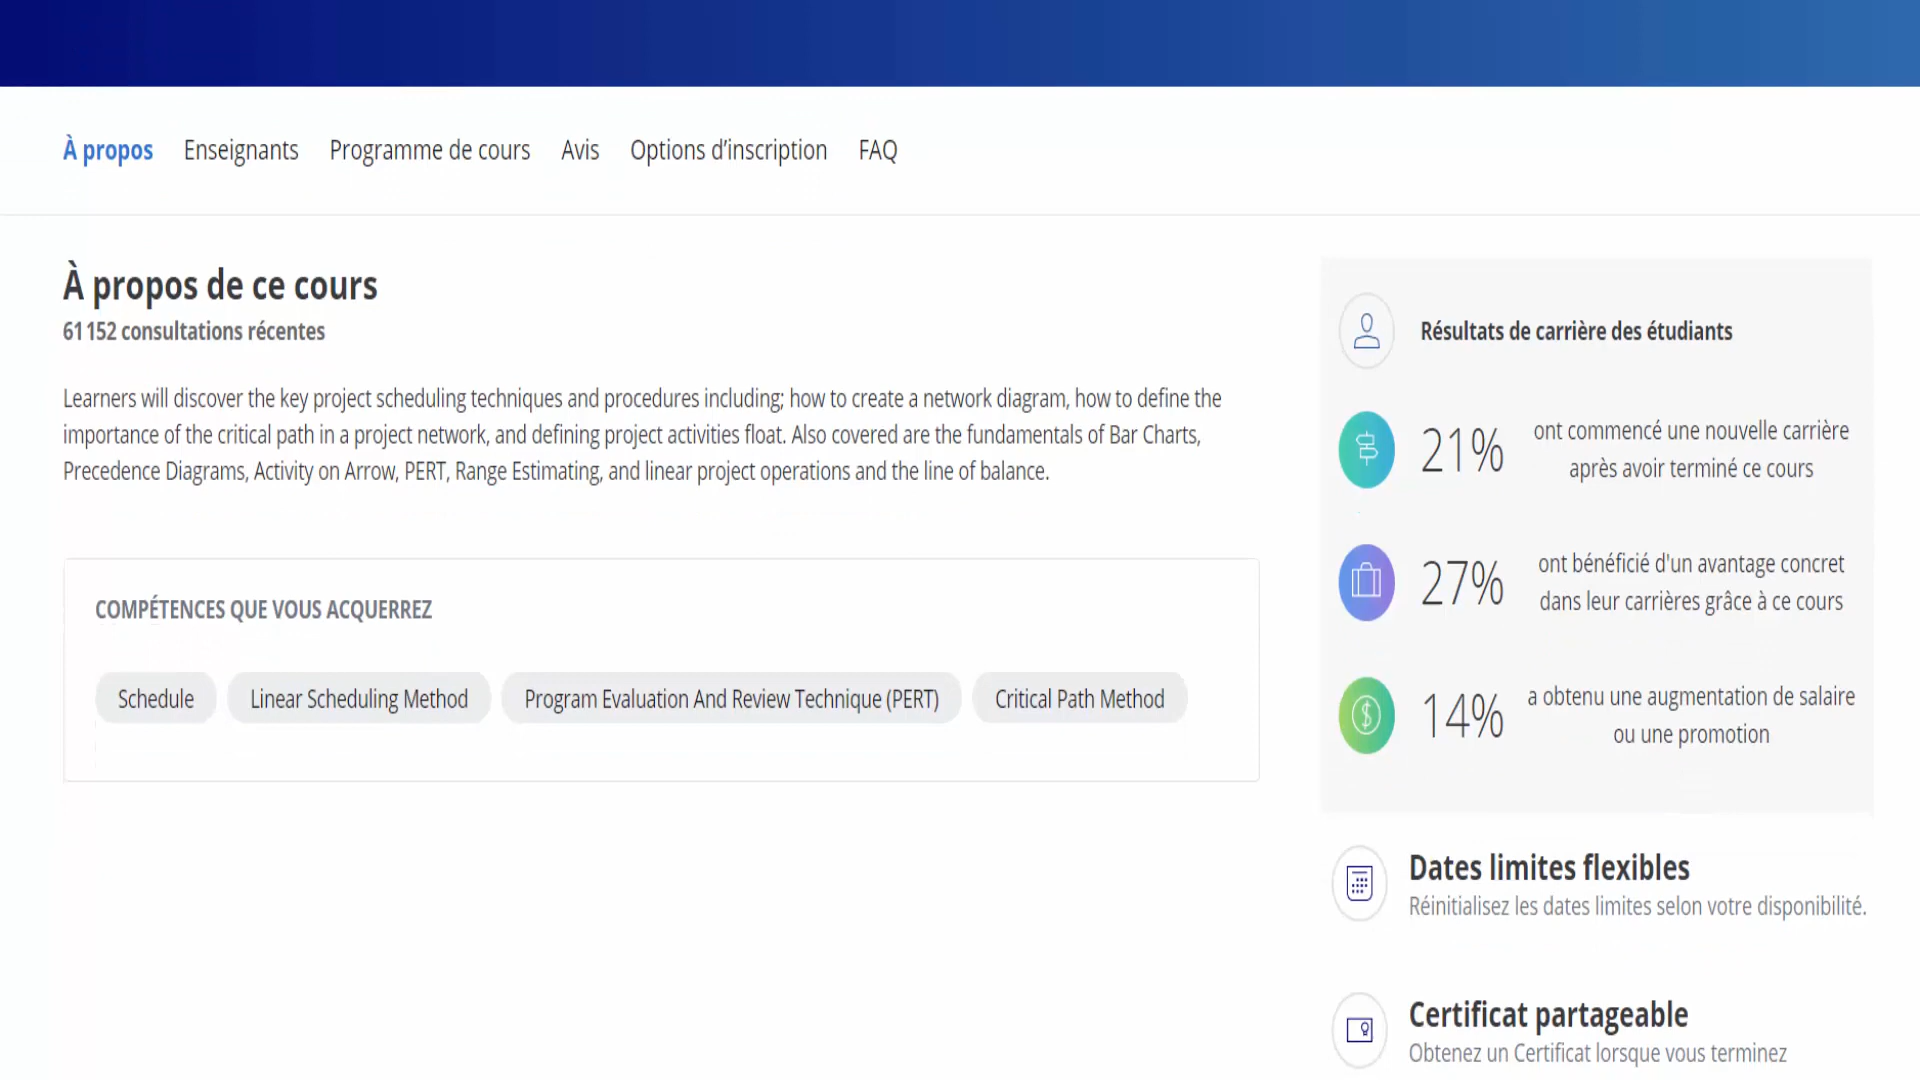 À propos
Enseignants
Programme de cours
Avis
Options d’inscription
FAQ
À propos de ce cours
61 152 consultations récentes
Learners will discover the key project scheduling techniques and procedures including; how to create a network diagram, how to define the
importance of the critical path in a project network, and defining project activities float. Also covered are the fundamentals of Bar Charts,
Precedence Diagrams, Activity on Arrow, PERT, Range Estimating, and linear project operations and the line of balance.
COMPÉTENCES QUE VOUS ACQUERREZ
Schedule
Linear Scheduling Method
Program Evaluation And Review Technique (PERT)
Critical Path Method
Résultats de carrière des étudiants
21%
ont commencé une nouvelle carrière
après avoir terminé ce cours
27%
ont bénéficié d'un avantage concret
dans leur carrières grâce à ce cours
14%
a obtenu une augmentation de salaire
ou une promotion
Dates limites flexibles
Réinitialisez les dates limites selon votre disponibilité.
Certificat partageable
Obtenez un Certificat lorsque vous terminez